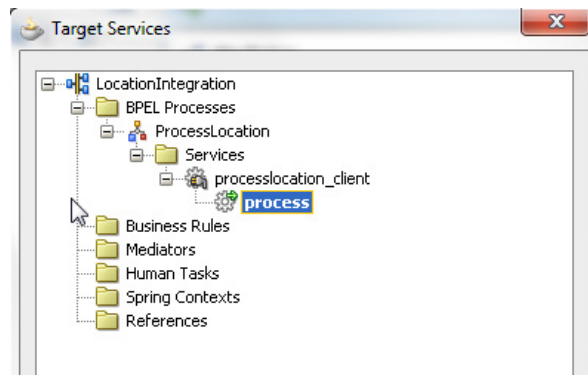 Target Services
LocationIntegration
BPEL Processes
ProcessLocation
Services
processlocation_client
process
Business Rules
Mediators
Human Tasks
Spring Contexts
References